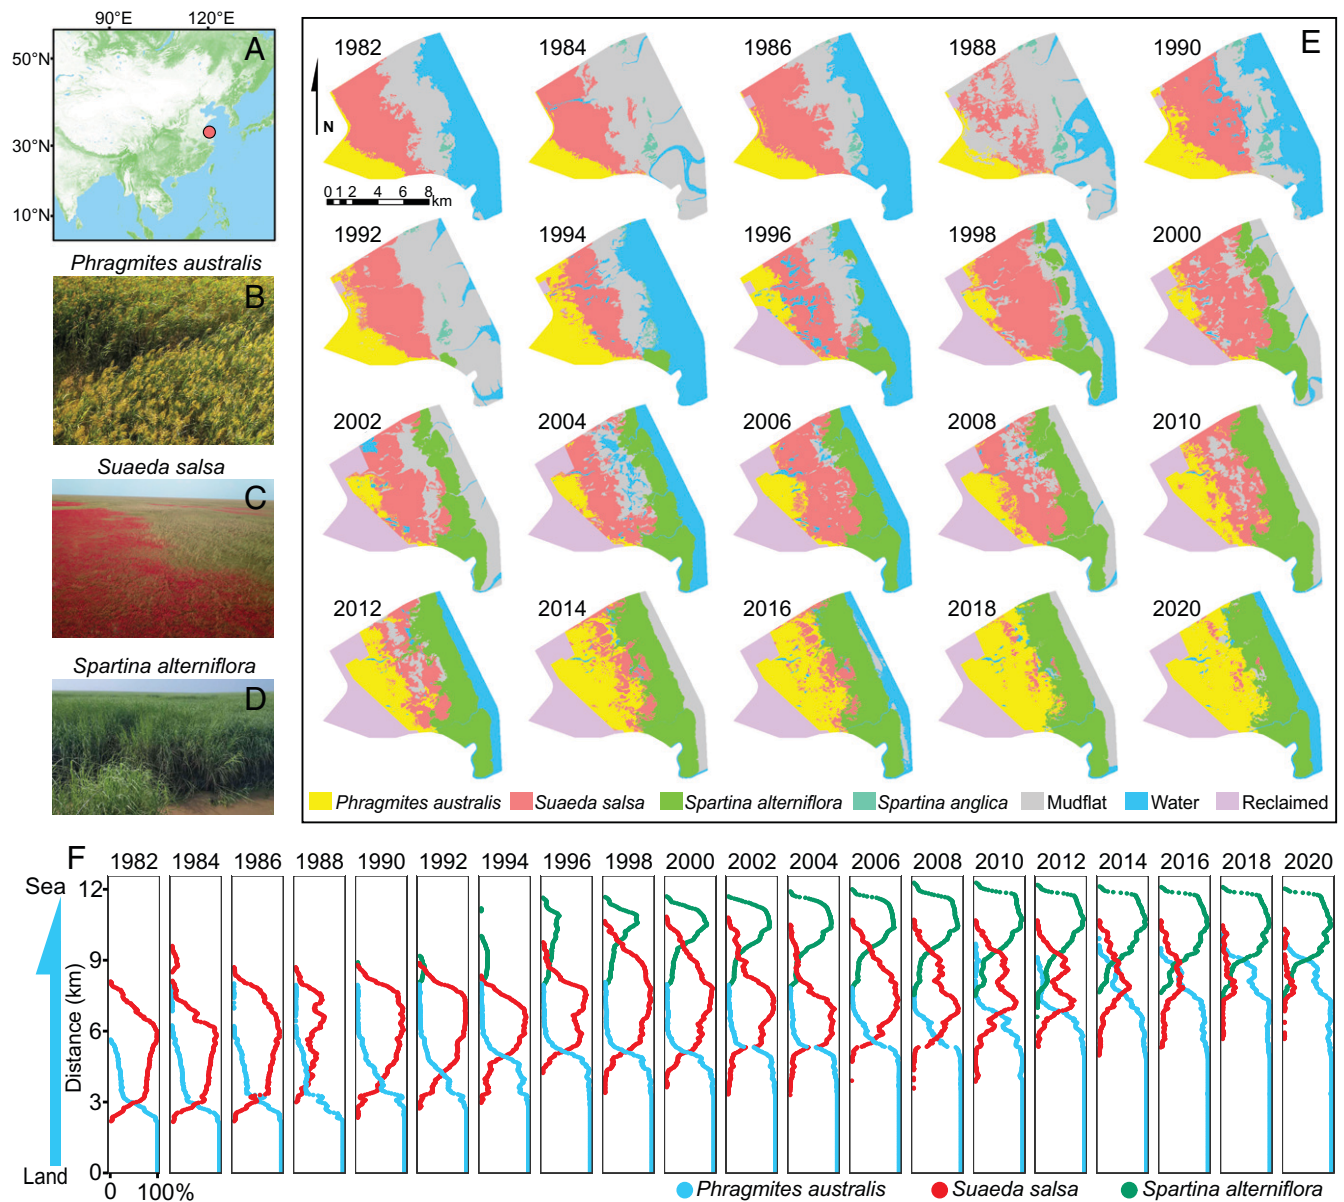 90°E 120°E
A
50°N
30°N
10°N
Phragmites australis
B
Suaeda salsa
C
Spartina alterniflora
D
E
1982 1984 1986 1988 1990
N
0 1 2 4 6 8
km
1992 1994 1996 1998 2000
2002 2004 2006 2008 2010
2012 2014 2016 2018 2020
Phragmites australis Suaeda salsa Spartina alterniflora Spartina anglica Mudflat Water Reclaimed
F
1982 1984 1986 1988 1990 1992 1994 1996 1998 2000 2002 2004 2006 2008 2010 2012 2014 2016 2018 2020
Sea
Land
Distance (km)
12
9
6
3
0
0 100%
Phragmites australis Suaeda salsa Spartina alterniflora